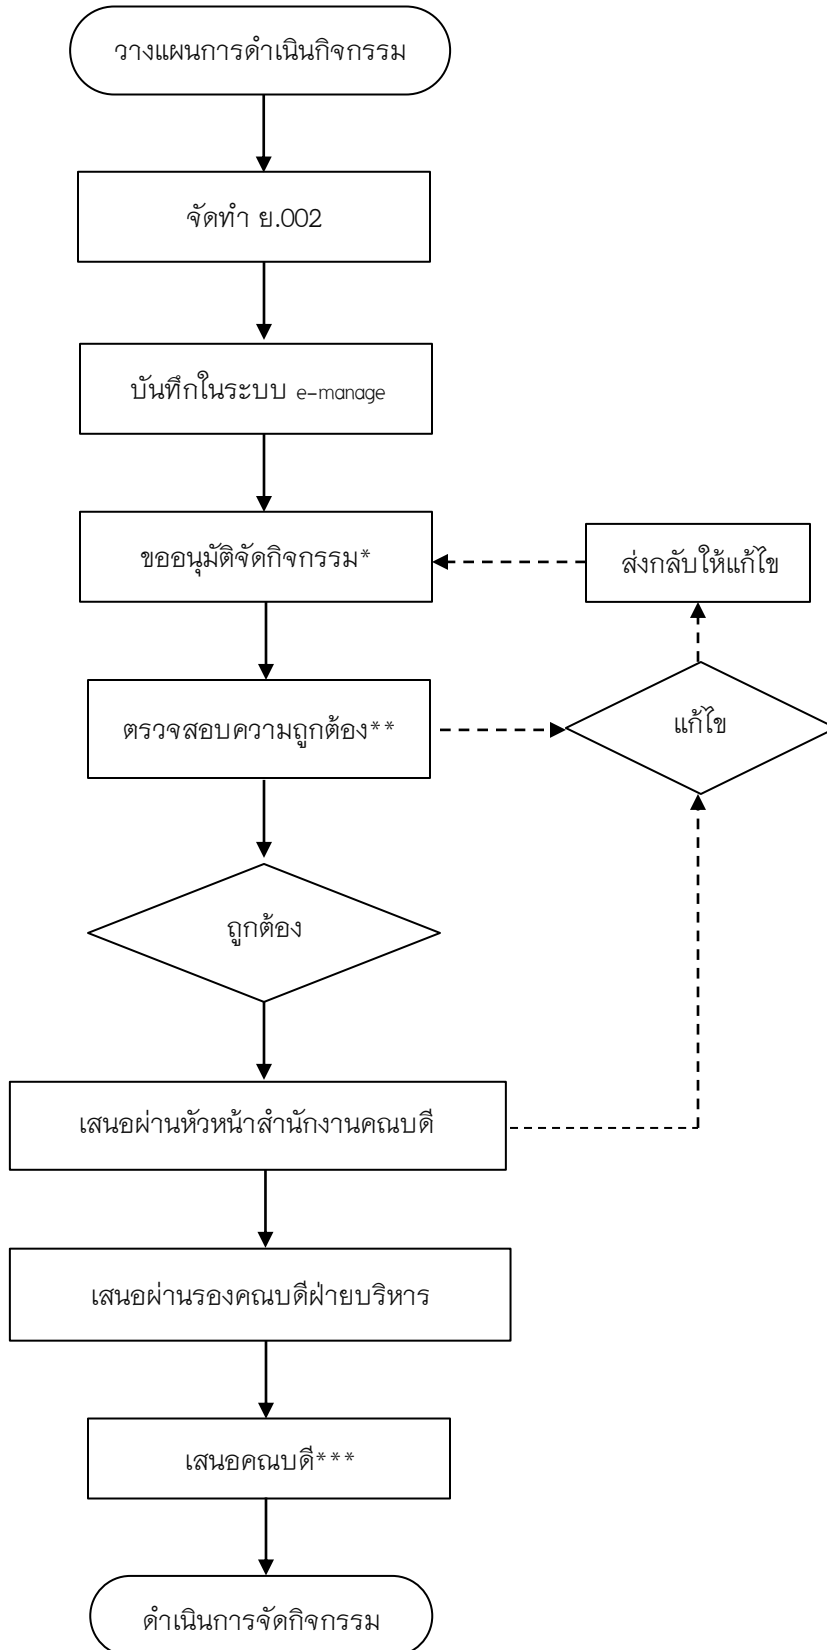 วางแผนการดำเนินกิจกรรม
จัดทำ ย.002
บันทึกในระบบ e-manage
ขออนุมัติจัดกิจกรรม*
ส่งกลับให้แก้ไข
ตรวจสอบความถูกต้อง**
แก้ไข
ถูกต้อง
เสนอผ่านหัวหน้าสำนักงานคณบดี
เสนอผ่านรองคณบดีฝ่ายบริหาร
เสนอคณบดี***
ดำเนินการจัดกิจกรรม